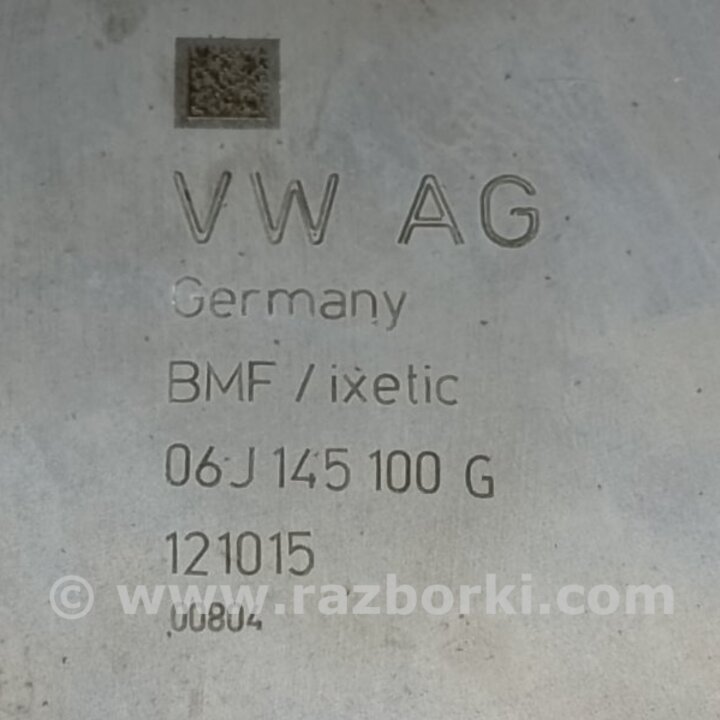 VW AG
Germany
BMF / ixetic
06J 145 100 G
121015
© www.razborki.com
00804